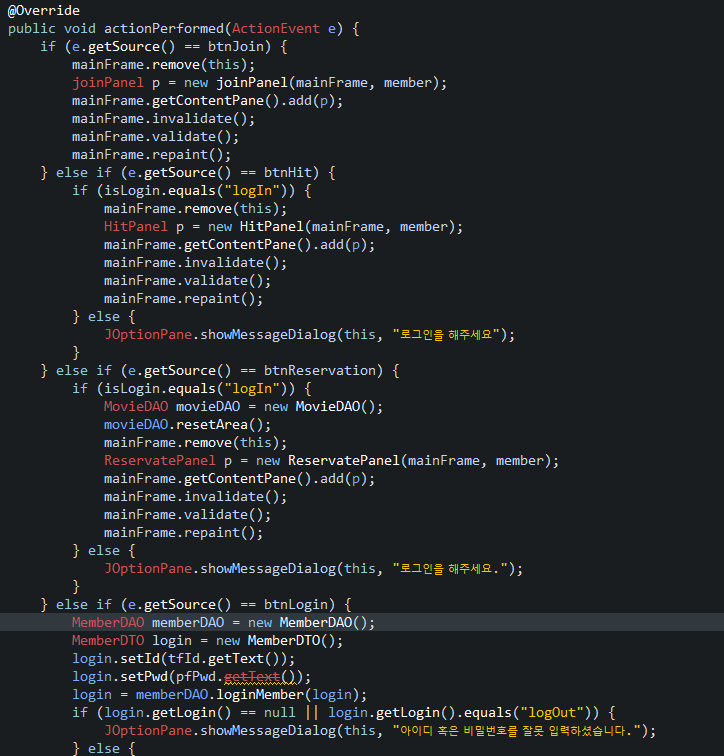 @Override
public void actionPerformed(ActionEvent e) {
    if (e.getSource() == btnJoin) {
        mainFrame.remove(this);
        joinPanel p = new joinPanel(mainFrame, member);
        mainFrame.getContentPane().add(p);
        mainFrame.invalidate();
        mainFrame.validate();
        mainFrame.repaint();
    } else if (e.getSource() == btnHit) {
        if (isLogin.equals("logIn")) {
            mainFrame.remove(this);
            HitPanel p = new HitPanel(mainFrame, member);
            mainFrame.getContentPane().add(p);
            mainFrame.invalidate();
            mainFrame.validate();
            mainFrame.repaint();
        } else {
            JOptionPane.showMessageDialog(this, "로그인을 해주세요");
        }
    } else if (e.getSource() == btnReservation) {
        if (isLogin.equals("logIn")) {
            MovieDAO movieDAO = new MovieDAO();
            movieDAO.resetArea();
            mainFrame.remove(this);
            ReservatePanel p = new ReservatePanel(mainFrame, member);
            mainFrame.getContentPane().add(p);
            mainFrame.invalidate();
            mainFrame.validate();
            mainFrame.repaint();
        } else {
            JOptionPane.showMessageDialog(this, "로그인을 해주세요.");
        }
    } else if (e.getSource() == btnLogin) {
        MemberDAO memberDAO = new MemberDAO();
        MemberDTO login = new MemberDTO();
        login.setId(tfId.getText());
        login.setPwd(pfPwd.getText());
        login = memberDAO.loginMember(login);
        if (login.getLogin() == null || login.getLogin().equals("logOut")) {
            JOptionPane.showMessageDialog(this, "아이디 혹은 비밀번호를 잘못 입력하셨습니다.");
        } else {